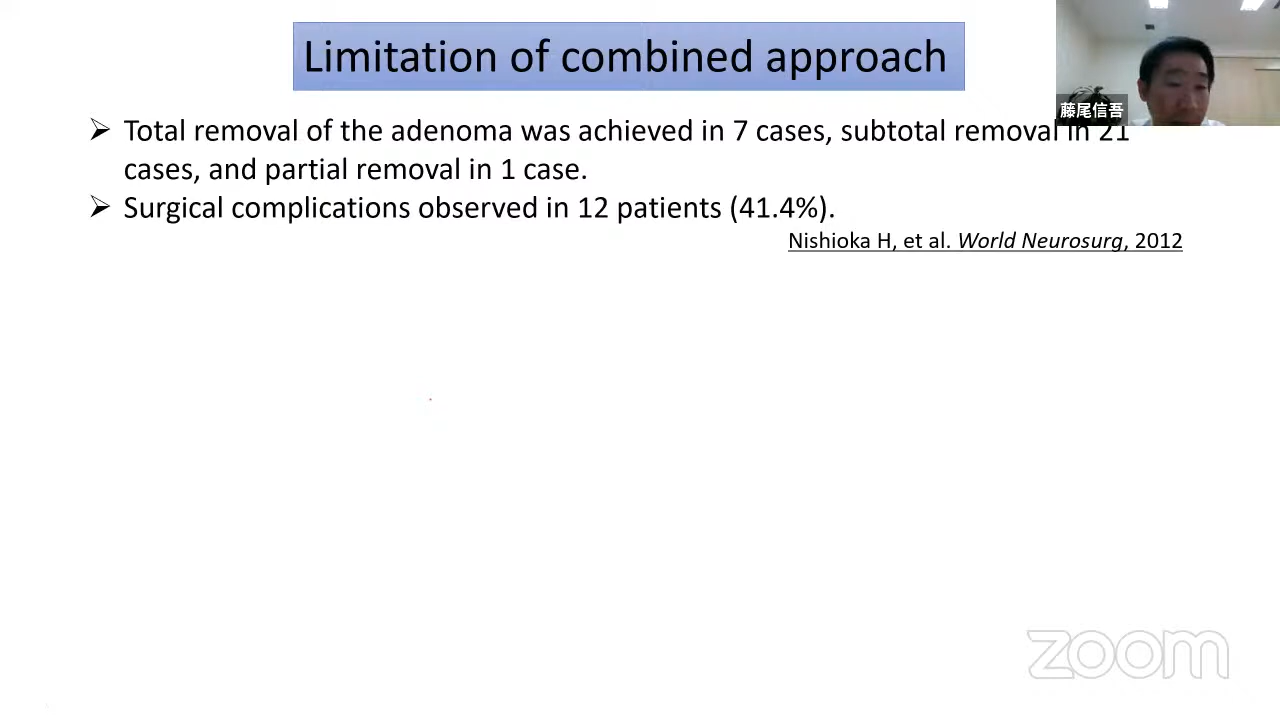 Limitation of combined approach
藤尾信吾
➢ Total removal of the adenoma was achieved in 7 cases, subtotal removal in 21
cases, and partial removal in 1 case.
➢ Surgical complications observed in 12 patients (41.4%).
Nishioka H, et al. World Neurosurg, 2012
zoom